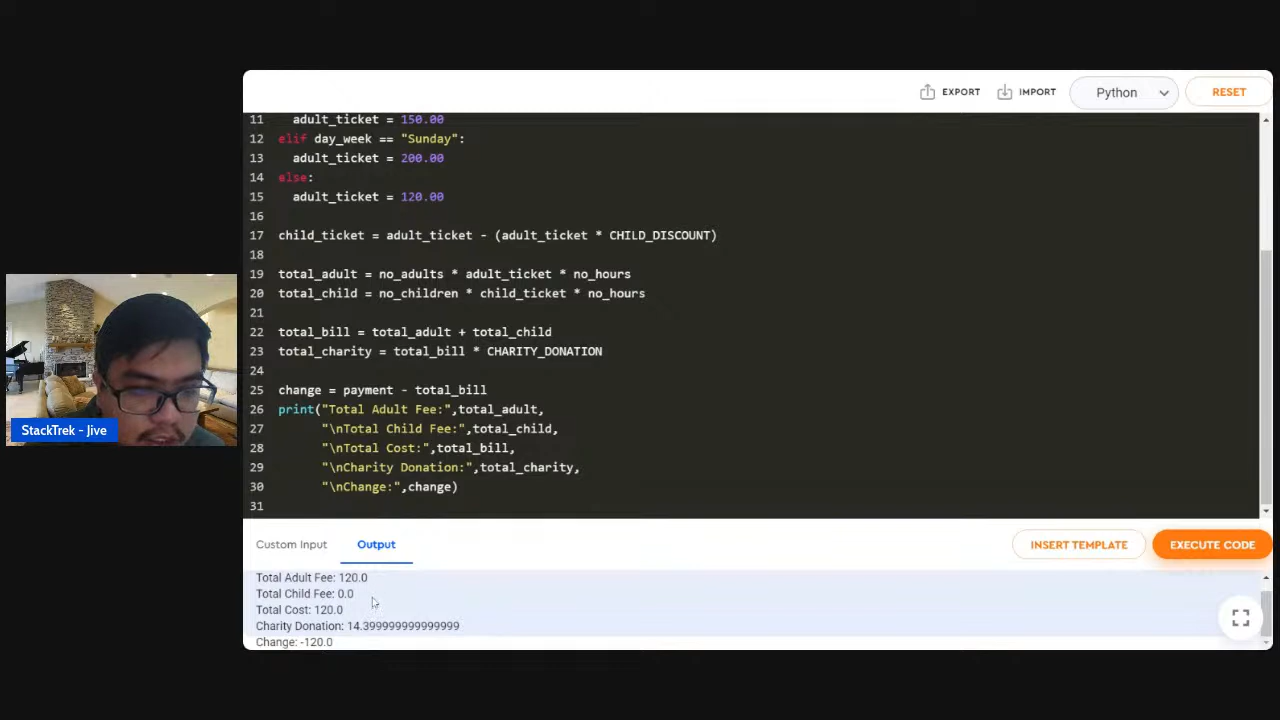 EXPORT
IMPORT
Python
RESET
11 adult_ticket = 150.00
12 elif day_week == "Sunday":
13 adult_ticket = 200.00
14 else:
15 adult_ticket = 120.00
16
17 child_ticket = adult_ticket - (adult_ticket * CHILD_DISCOUNT)
18
19 total_adult = no_adults * adult_ticket * no_hours
20 total_child = no_children * child_ticket * no_hours
21
22 total_bill = total_adult + total_child
23 total_charity = total_bill * CHARITY_DONATION
24
25 change = payment - total_bill
26 print("Total Adult Fee:",total_adult,
27 "\nTotal Child Fee:",total_child,
28 "\nTotal Cost:",total_bill,
29 "\nCharity Donation:",total_charity,
30 "\nChange:",change)
31
StackTrek - Jive
Custom Input
Output
INSERT TEMPLATE
EXECUTE CODE
Total Adult Fee: 120.0
Total Child Fee: 0.0
Total Cost: 120.0
Charity Donation: 14.399999999999999
Change: -120.0